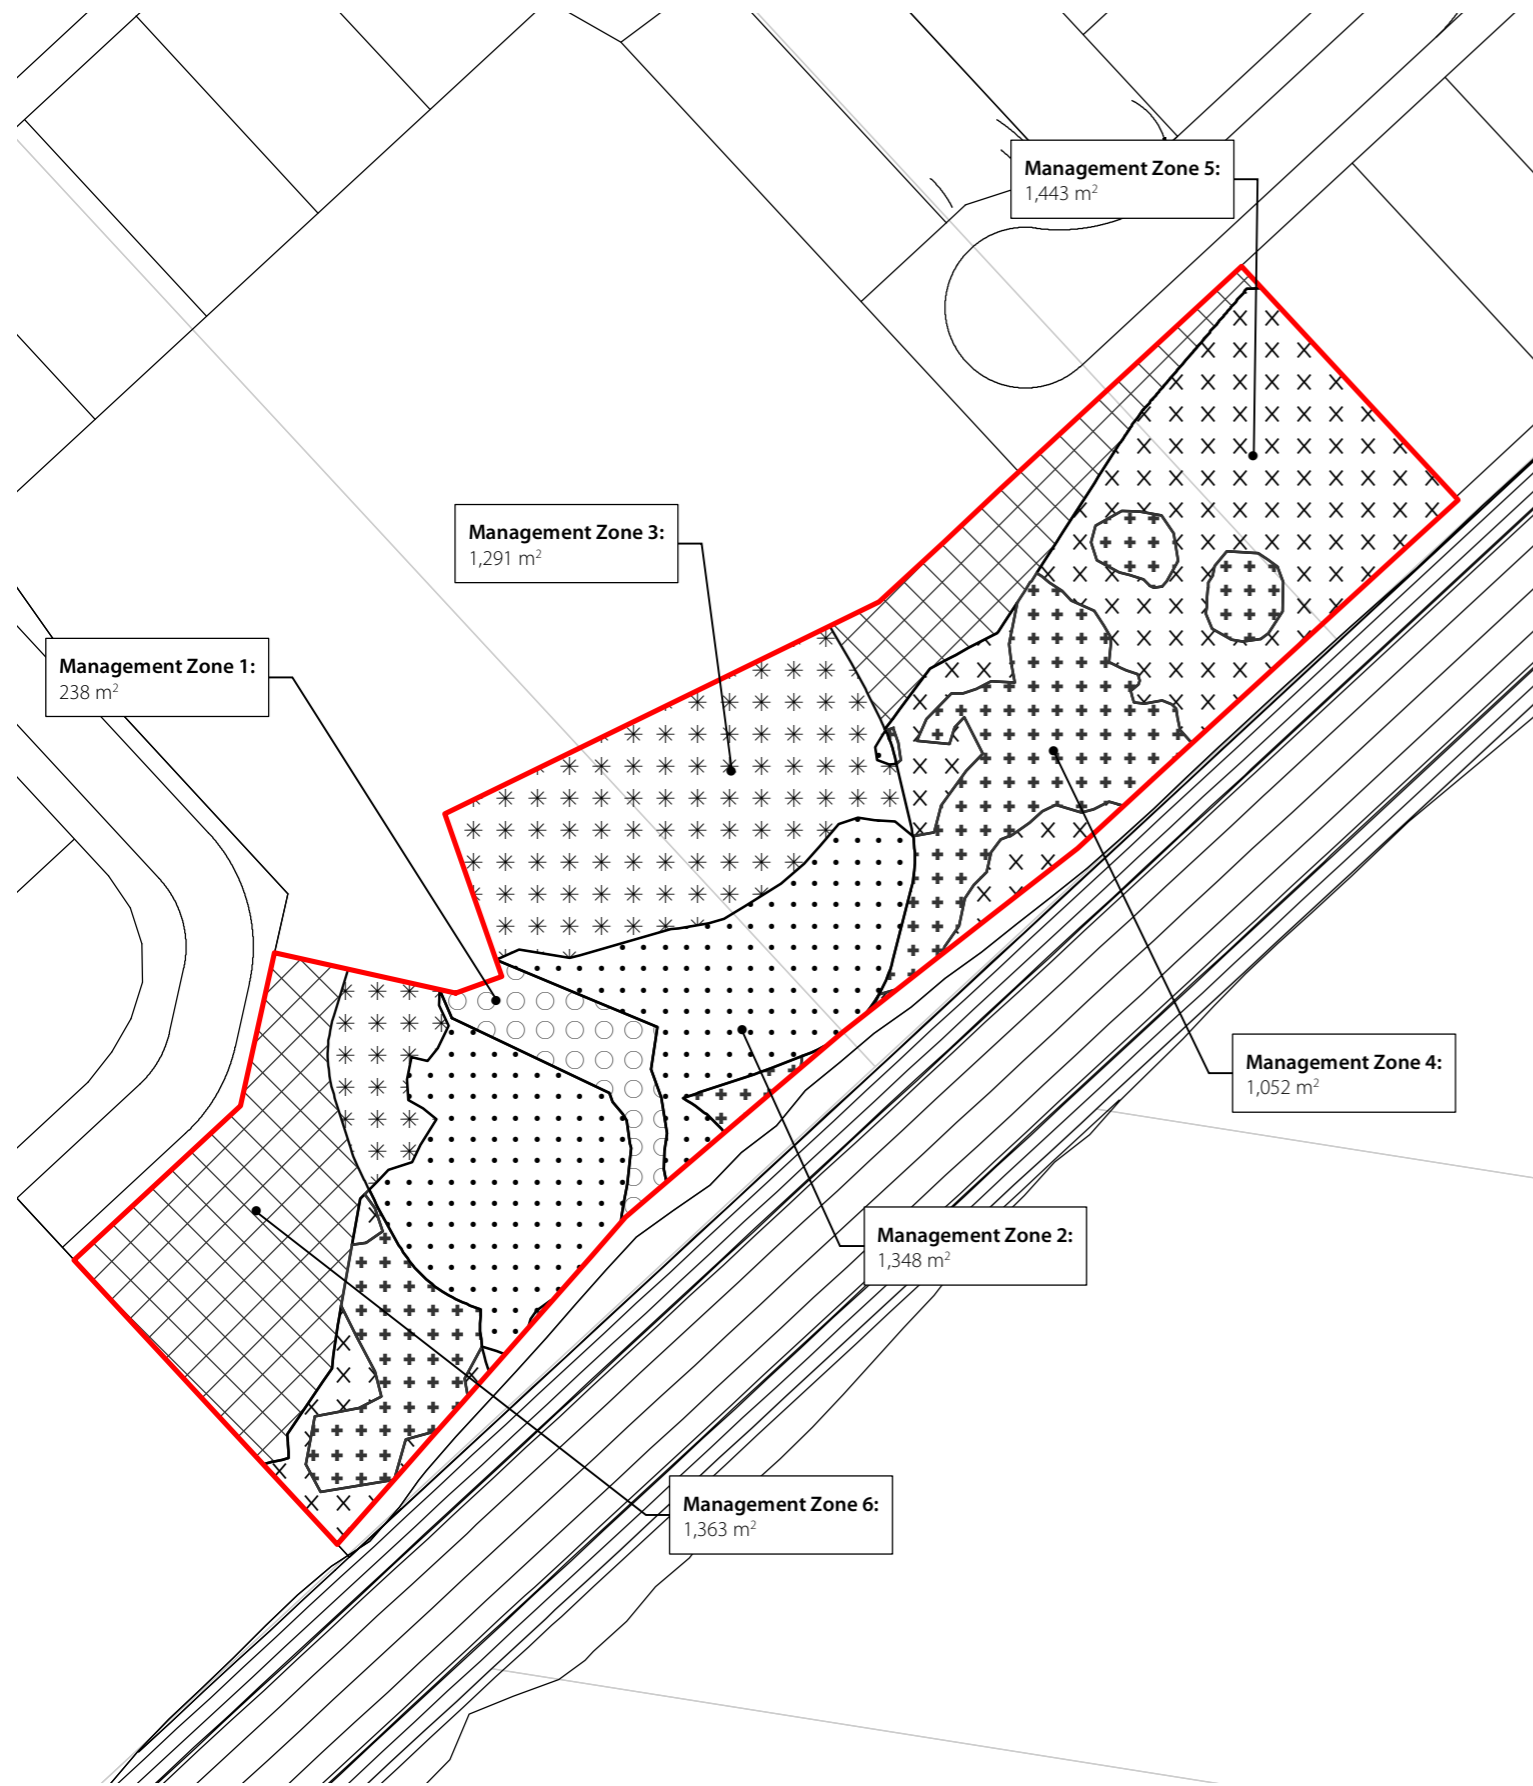 Management Zone 5:
1,443 m²
Management Zone 3:
1,291 m²
Management Zone 1:
238 m²
Management Zone 4:
1,052 m²
Management Zone 2:
1,348 m²
Management Zone 6:
1,363 m²